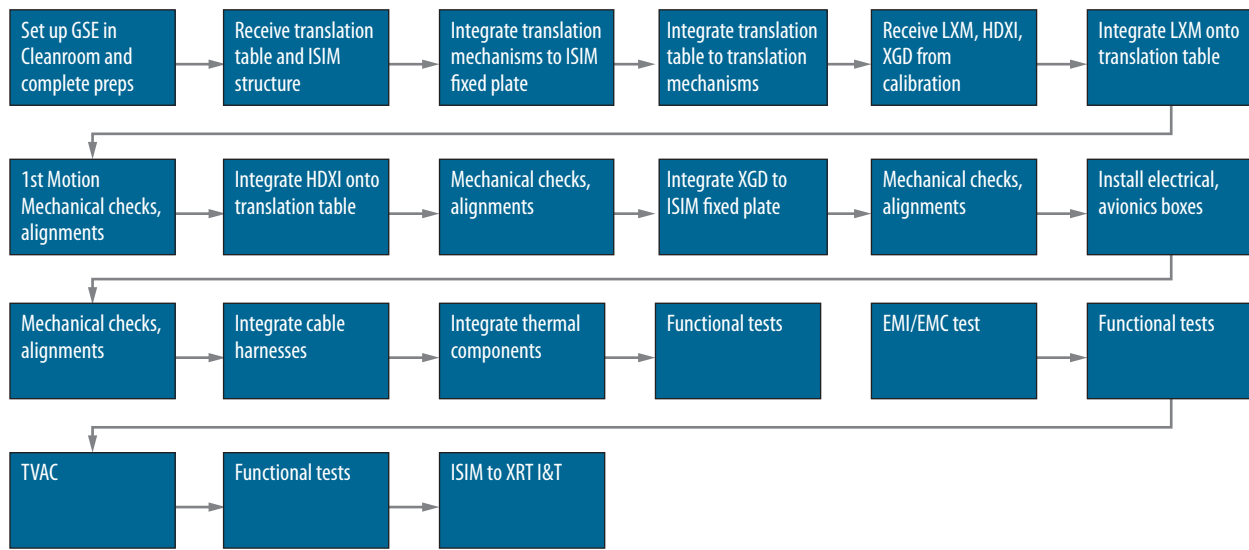 Set up GSE in
Cleanroom and
complete preps
Receive translation
table and ISIM
structure
Integrate translation
mechanisms to ISIM
fixed plate
Integrate translation
table to translation
mechanisms
Receive LXM, HDXI,
XGD from
calibration
Integrate LXM onto
translation table
1st Motion
Mechanical checks,
alignments
Integrate HDXI onto
translation table
Mechanical checks,
alignments
Integrate XGD to
ISIM fixed plate
Mechanical checks,
alignments
Install electrical,
avionics boxes
Mechanical checks,
alignments
Integrate cable
harnesses
Integrate thermal
components
Functional tests
EMI/EMC test
Functional tests
TVAC
Functional tests
ISIM to XRT I&T